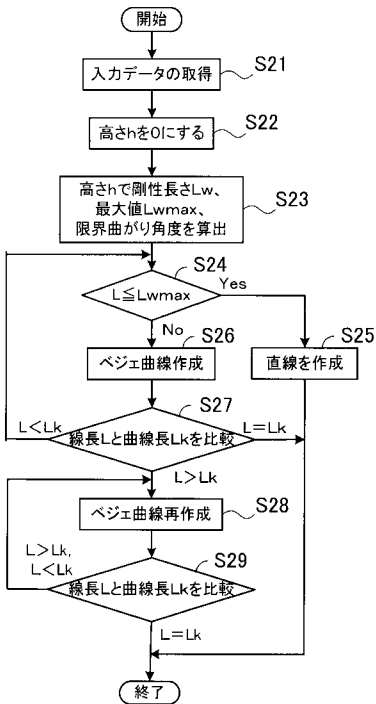 開始
入力データの取得
S21
高さhを0にする
S22
高さhで剛性長さLw、
最大値Lwmax、
限界曲がり角度を算出
S23
S24
L≦Lwmax
Yes
No
S25
直線を作成
S26
ベジェ曲線作成
S27
線長Lと曲線長Lkを比較
L<Lk
L=Lk
L>Lk
S28
ベジェ曲線再作成
L>Lk,
L<Lk
S29
線長Lと曲線長Lkを比較
L=Lk
終了